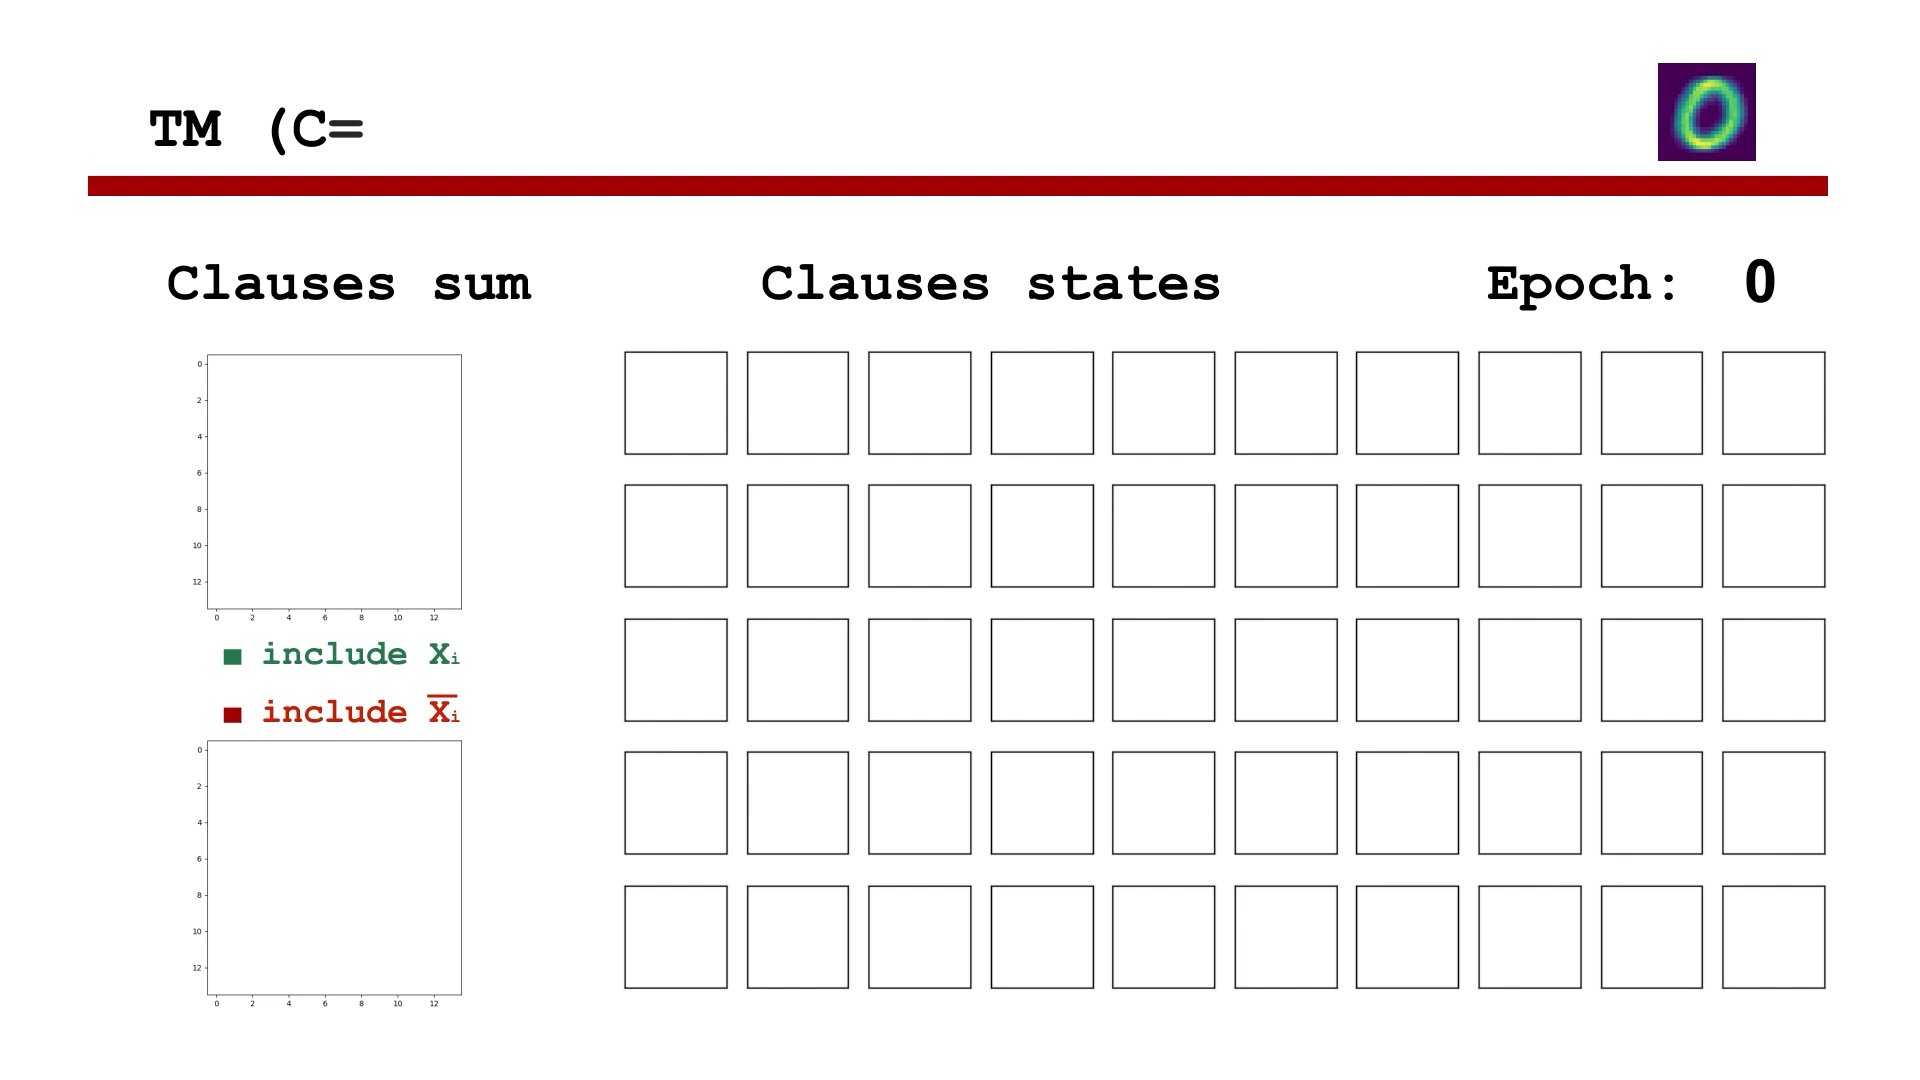 TM (C=
Clauses sum
Clauses states
Epoch: 0
0
2
4
6
8
10
12
0 2 4 6 8 10 12
■ include Xᵢ
■ include X̅ᵢ
0
2
4
6
8
10
12
0 2 4 6 8 10 12